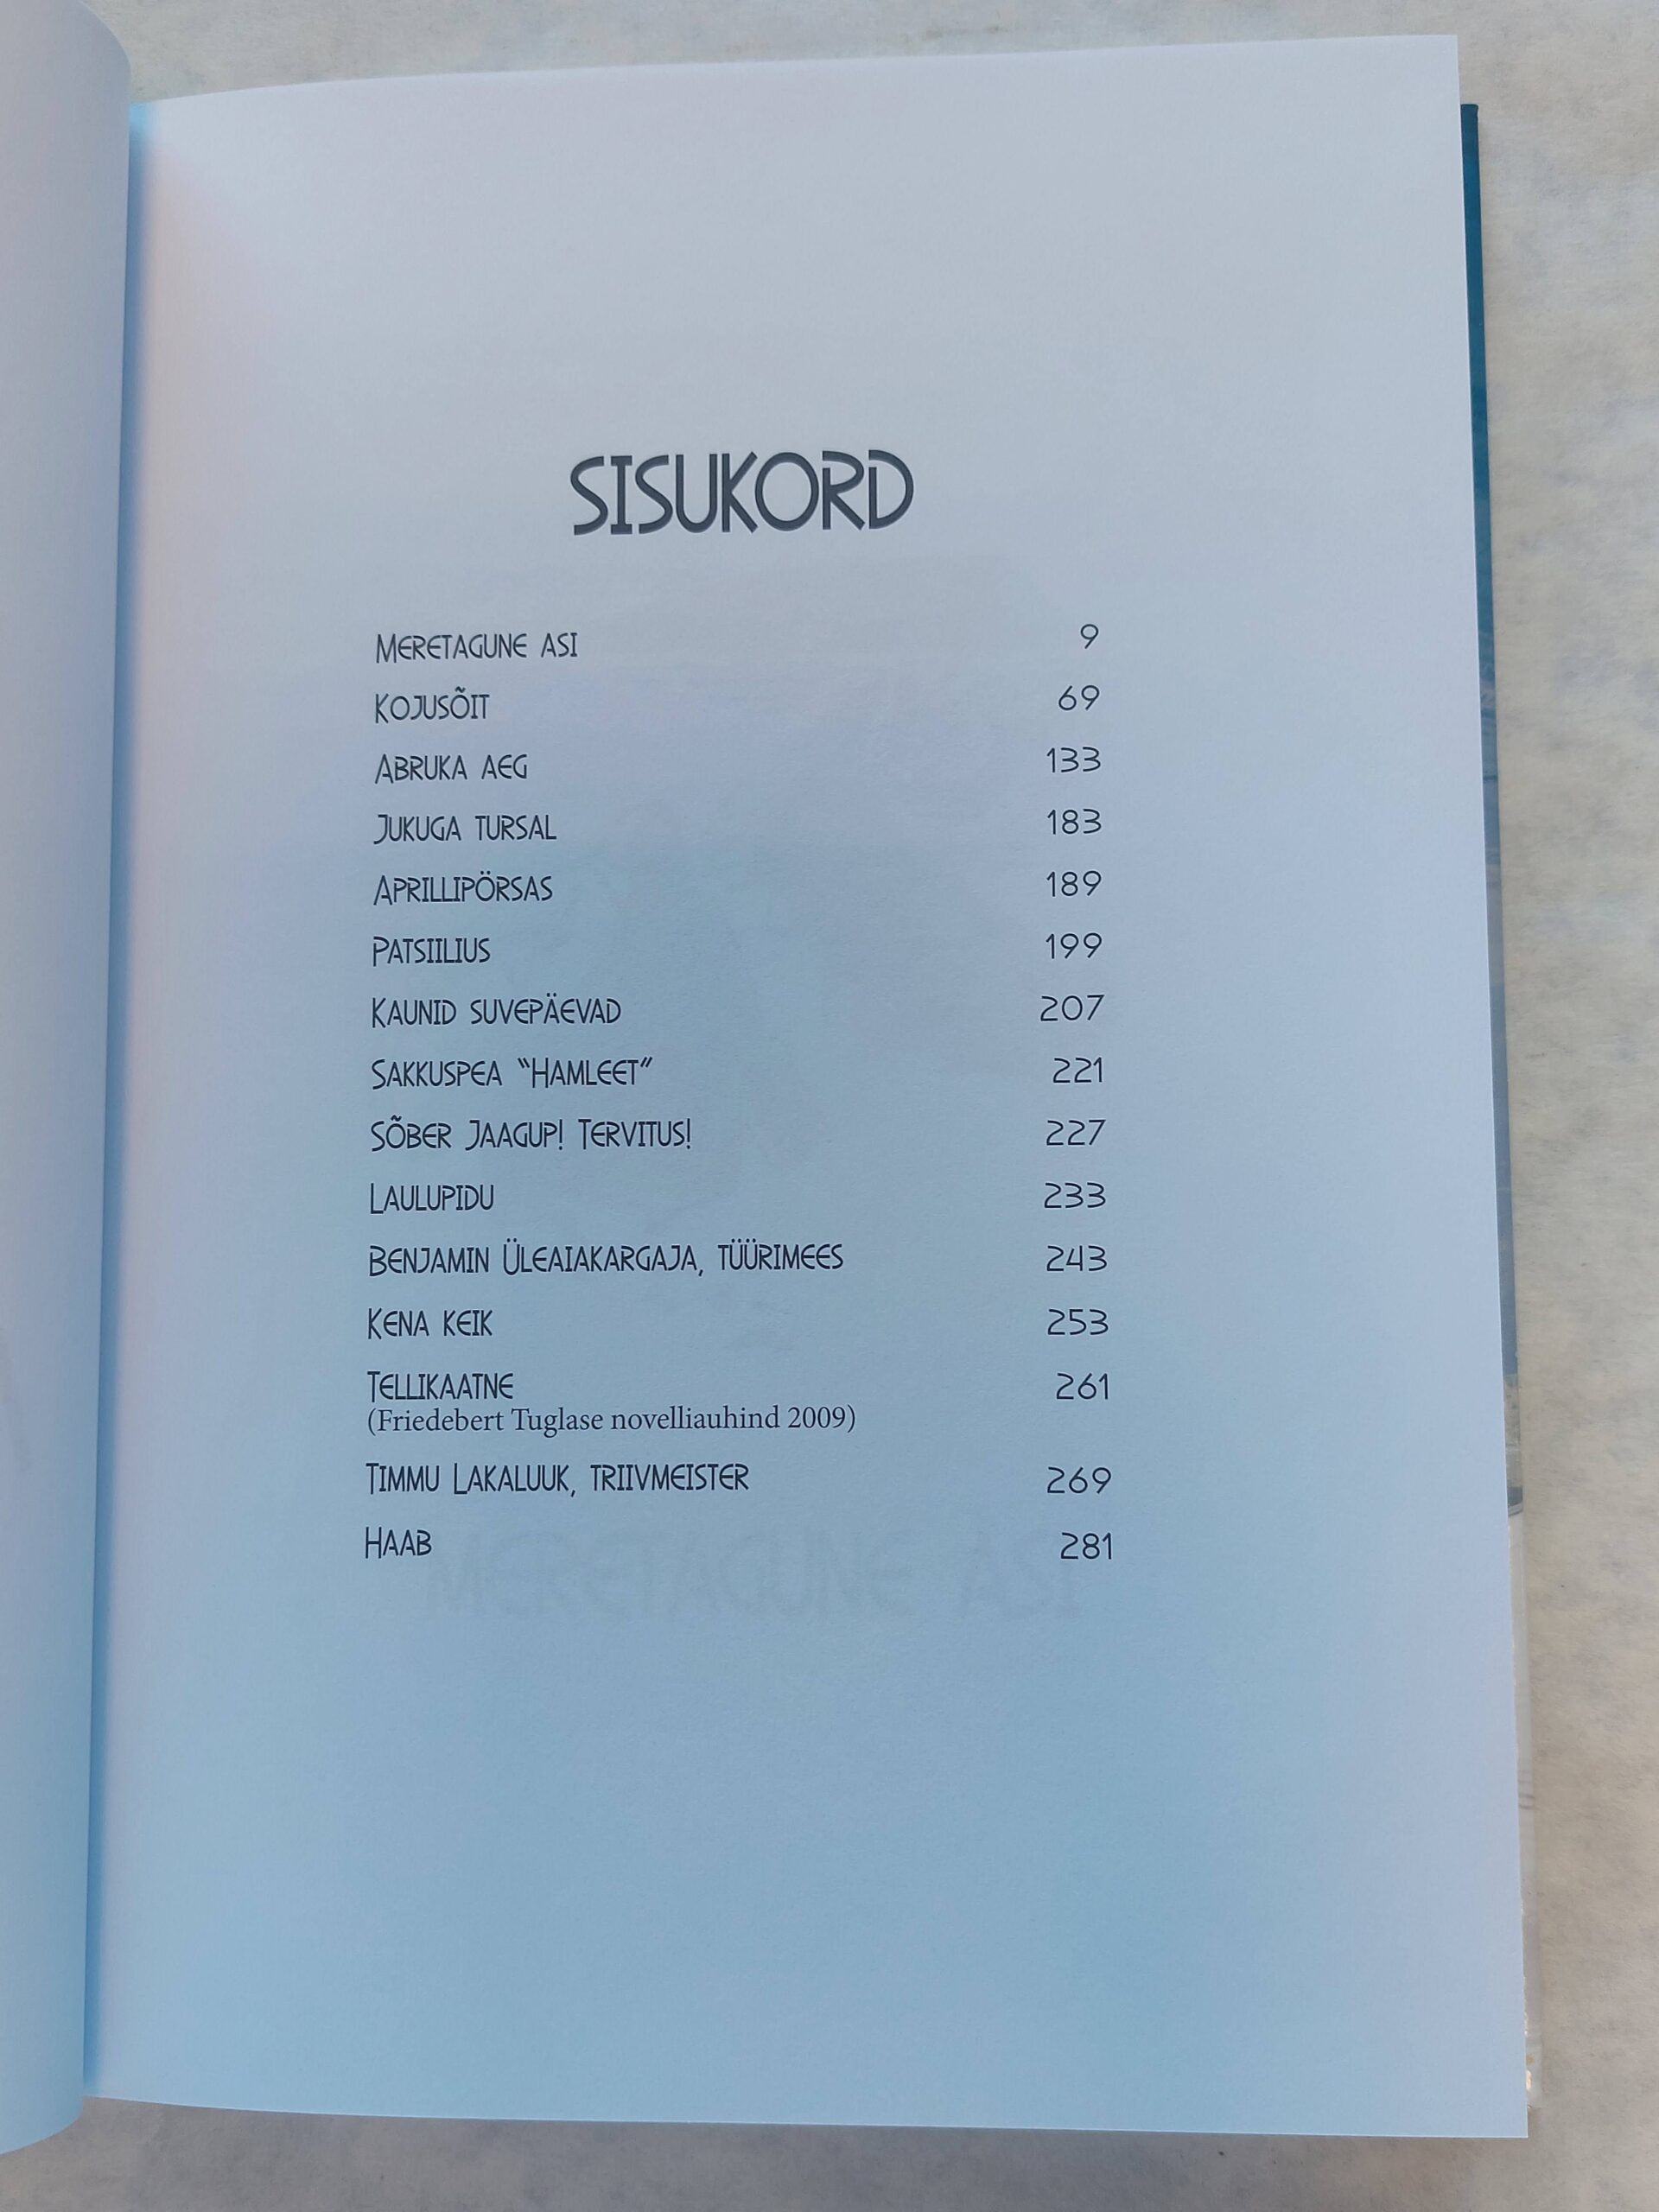 SISUKORD
MERETAGUNE ASI 9
KOJUSÕIT 69
ABRUKA AEG 133
JUKUGA TURSAL 183
APRILLIPÖRSAS 189
PATSIILIUS 199
KAUNID SUVEPÄEVAD 207
SAKKUSPEA “HAMLEET” 221
SÕBER JAAGUP! TERVITUS! 227
LAULUPIDU 233
BENJAMIN ÜLEAIAKARGAJA, TÜÜRIMEES 243
KENA KEIK 253
TELLIKAATNE 261
(Friedebert Tuglase novelliauhind 2009)
TIMMU LAKALUUK, TRIIVMEISTER 269
HAAB 281
MERETAGUNE ASI